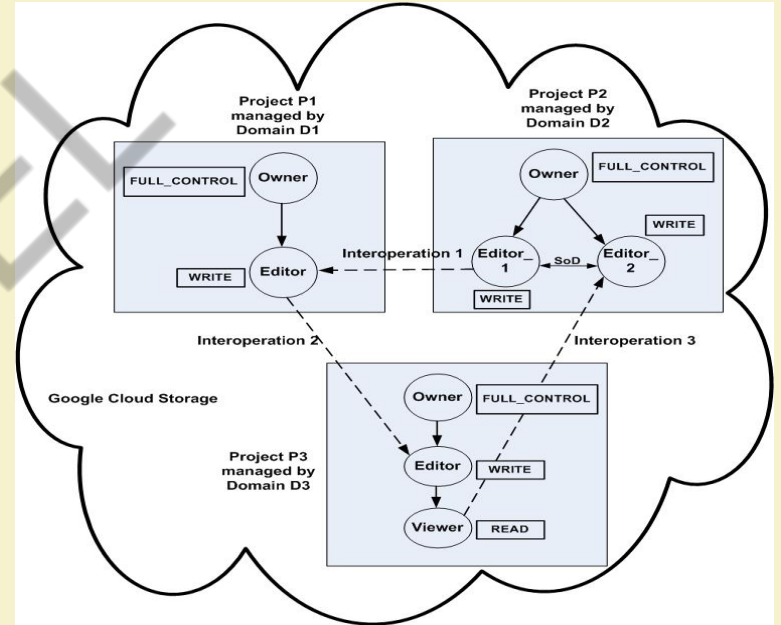 Project P1
managed by
Domain D1
FULL_CONTROL
Owner
WRITE
Editor
Project P2
managed by
Domain D2
Owner
FULL_CONTROL
WRITE
Editor_
1
SoD
Editor_
2
WRITE
Interoperation 1
Interoperation 2
Interoperation 3
Google Cloud Storage
Project P3
managed by
Domain D3
Owner
FULL_CONTROL
Editor
WRITE
Viewer
READ